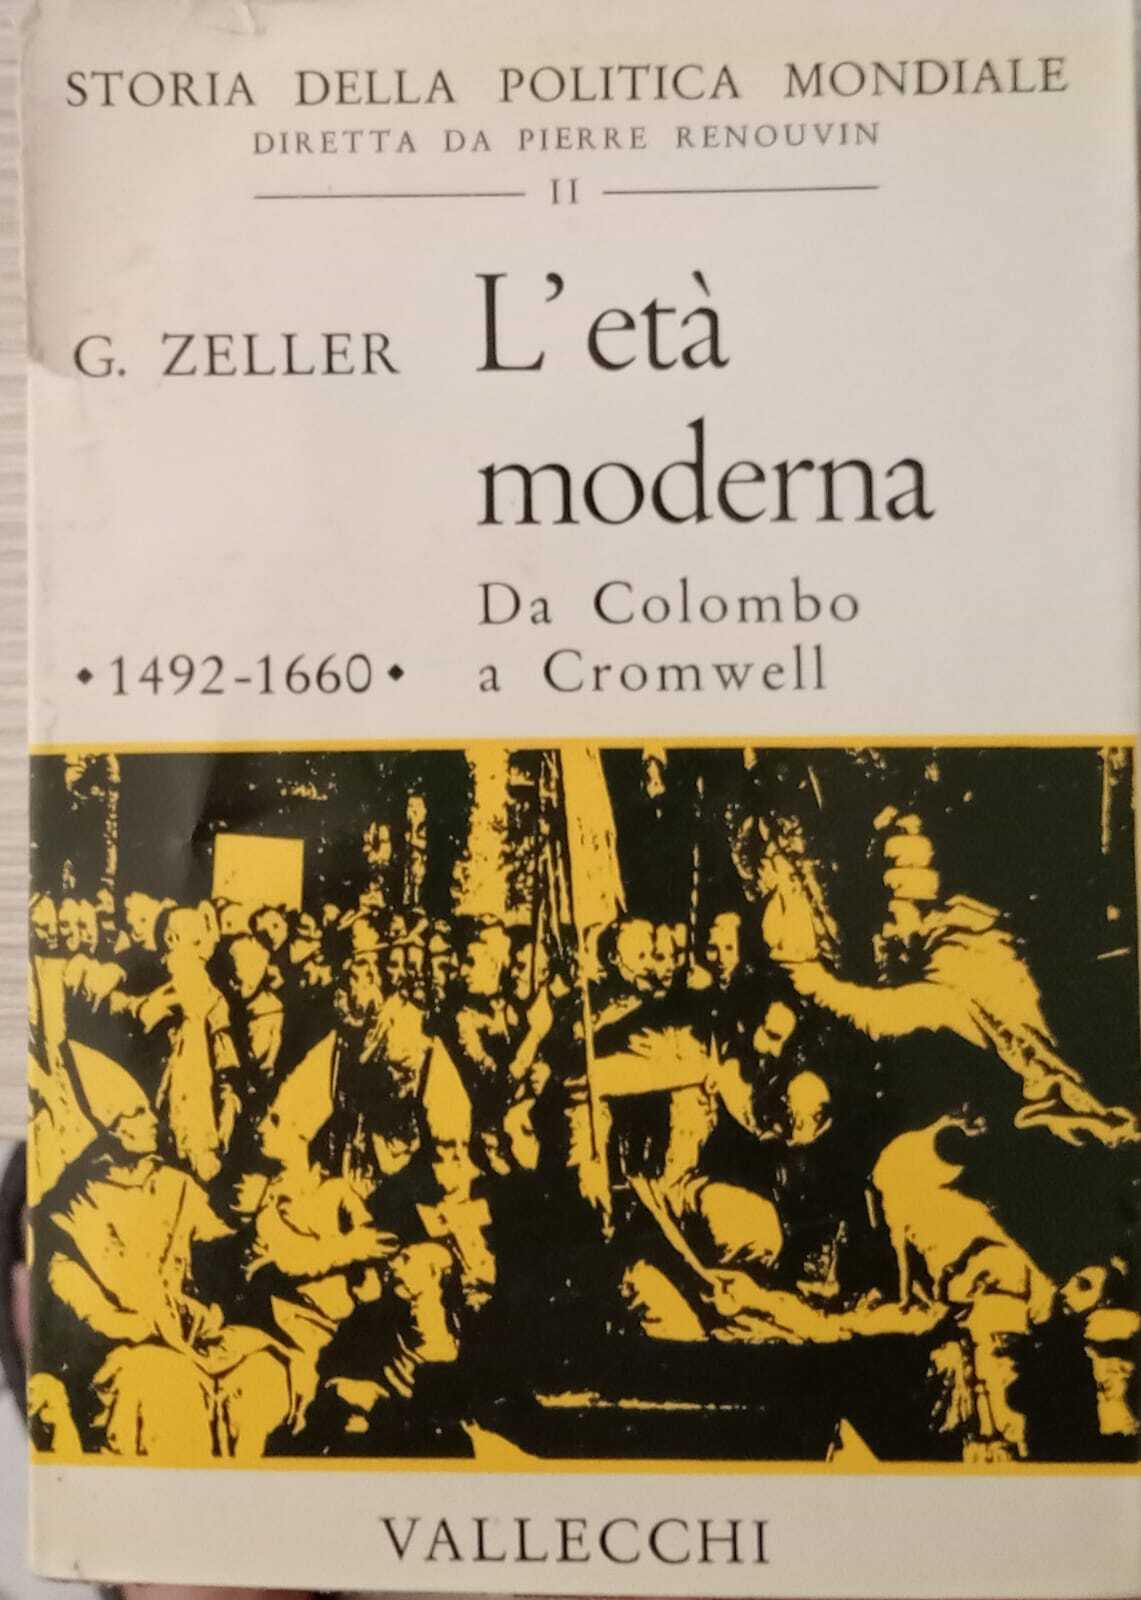 STORIA DELLA POLITICA MONDIALE
DIRETTA DA PIERRE RENOUVIN
II
G. ZELLER
L'età
moderna
Da Colombo
a Cromwell
• 1492-1660 •
VALLECCHI